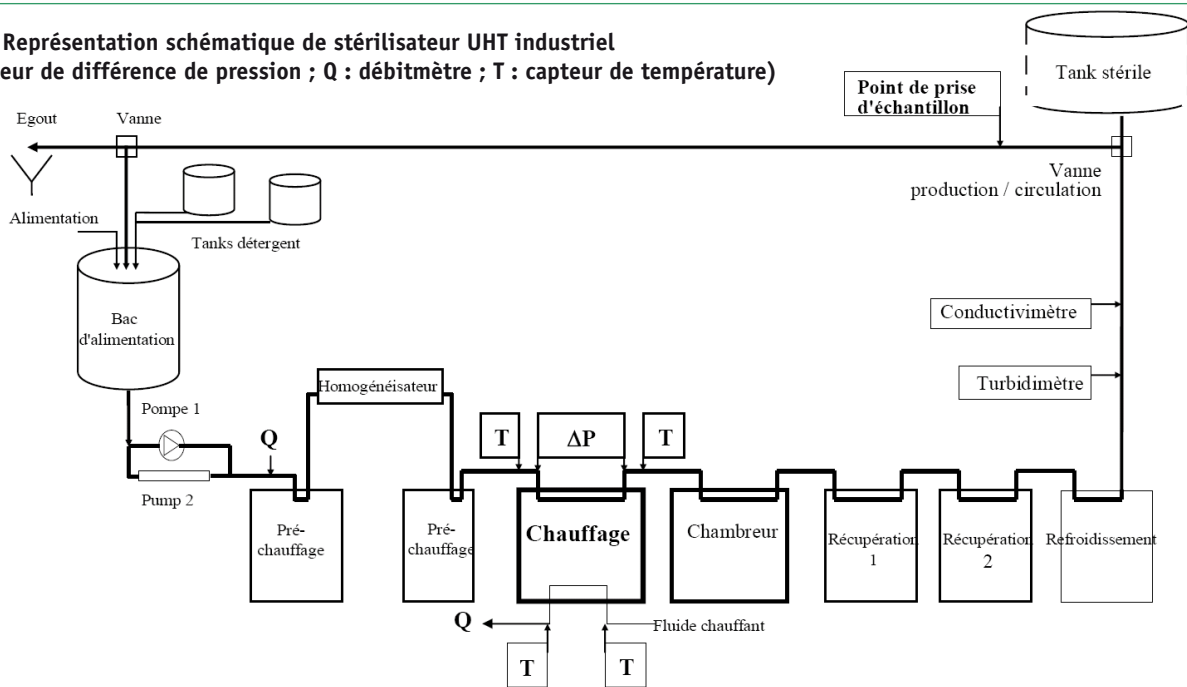 Représentation schématique de stérilisateur UHT industriel
eur de différence de pression ; Q : débitmètre ; T : capteur de température)
Tank stérile
Point de prise
d'échantillon
Egout
Vanne
Vanne
production / circulation
Alimentation
Tanks détergent
Bac
d'alimentation
Conductivimètre
Turbidimètre
Homogénéisateur
Pompe 1
Q
T
ΔP
T
Pump 2
Pré-
chauffage
Pré-
chauffage
Chauffage
Chambreur
Récupération
1
Récupération
2
Refroidissement
Q
Fluide chauffant
T
T